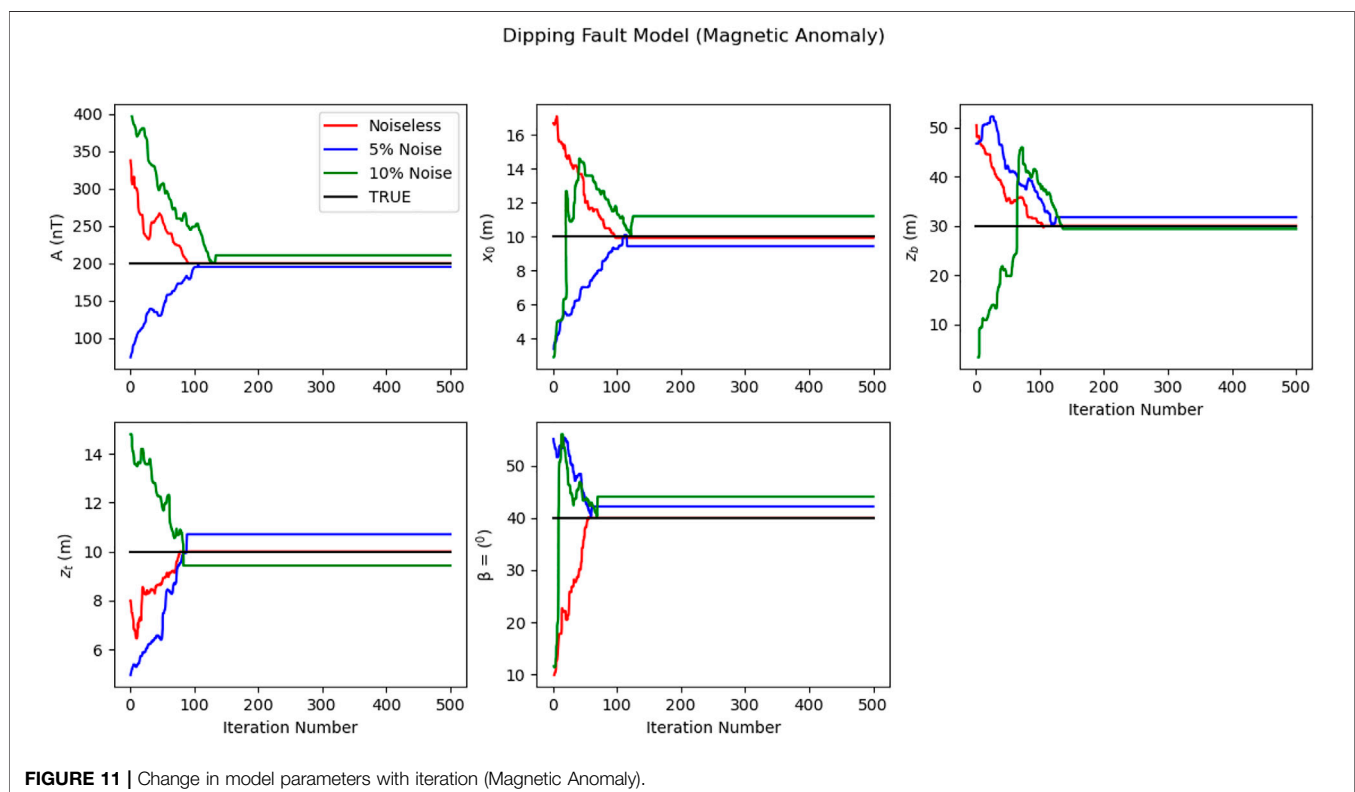 Dipping Fault Model (Magnetic Anomaly)
400
350
300
250
200
150
100
A (nT)
0 100 200 300 400 500
Noiseless
5% Noise
10% Noise
TRUE
16
14
12
10
8
6
4
x₀ (m)
0 100 200 300 400 500
50
40
30
20
10
z_b (m)
0 100 200 300 400 500
Iteration Number
14
12
10
8
6
z_t (m)
0 100 200 300 400 500
Iteration Number
50
40
30
20
10
β = (⁰)
0 100 200 300 400 500
Iteration Number
FIGURE 11 | Change in model parameters with iteration (Magnetic Anomaly).